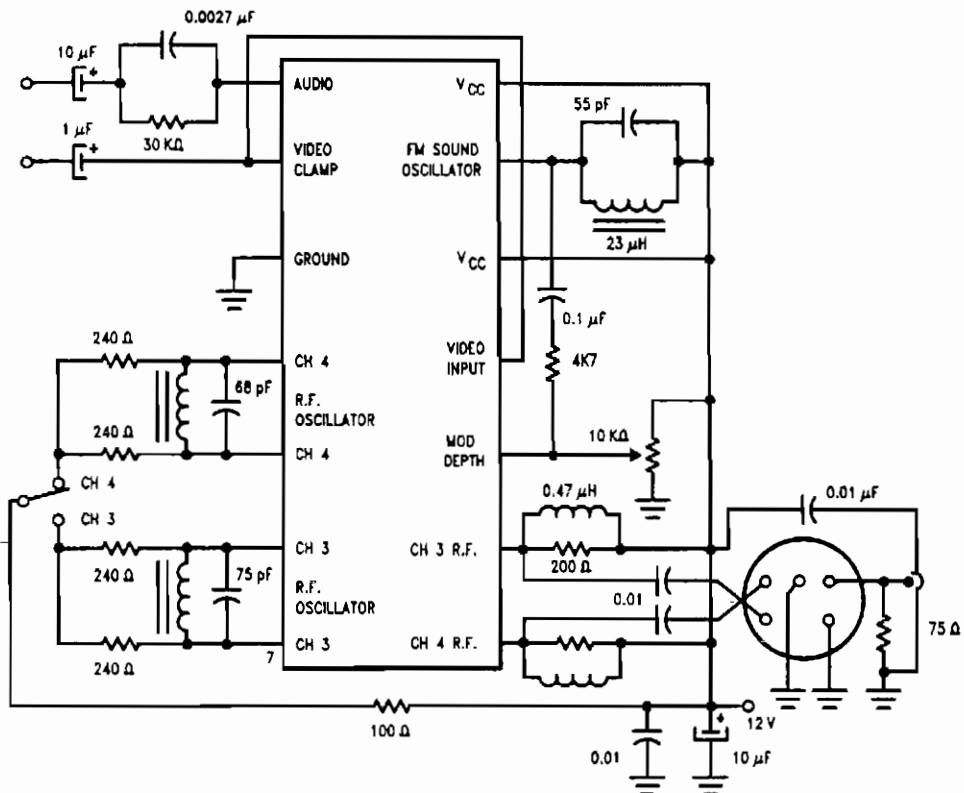 0.0027 µF
10 µF
+
30 KΩ
1 µF
+
AUDIO
VIDEO
CLAMP
GROUND
CH 4
R.F.
OSCILLATOR
CH 4
CH 3
R.F.
OSCILLATOR
CH 3
7
VCC
FM SOUND
OSCILLATOR
VCC
VIDEO
INPUT
MOD
DEPTH
CH 3 R.F.
CH 4 R.F.
55 pF
23 µH
0.1 µF
4K7
10 KΩ
240 Ω
68 pF
240 Ω
CH 4
CH 3
240 Ω
75 pF
240 Ω
0.47 µH
200 Ω
0.01
0.01 µF
75 Ω
100 Ω
12 V
0.01
+
10 µF